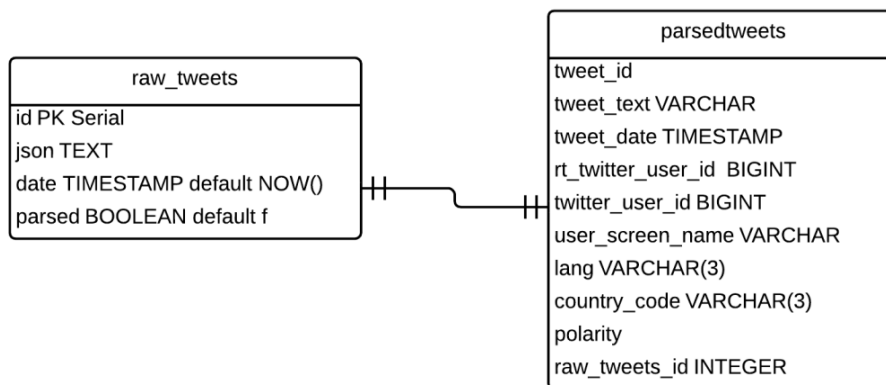 raw_tweets
id PK Serial
json TEXT
date TIMESTAMP default NOW()
parsed BOOLEAN default f
parsedtweets
tweet_id
tweet_text VARCHAR
tweet_date TIMESTAMP
rt_twitter_user_id BIGINT
twitter_user_id BIGINT
user_screen_name VARCHAR
lang VARCHAR(3)
country_code VARCHAR(3)
polarity
raw_tweets_id INTEGER